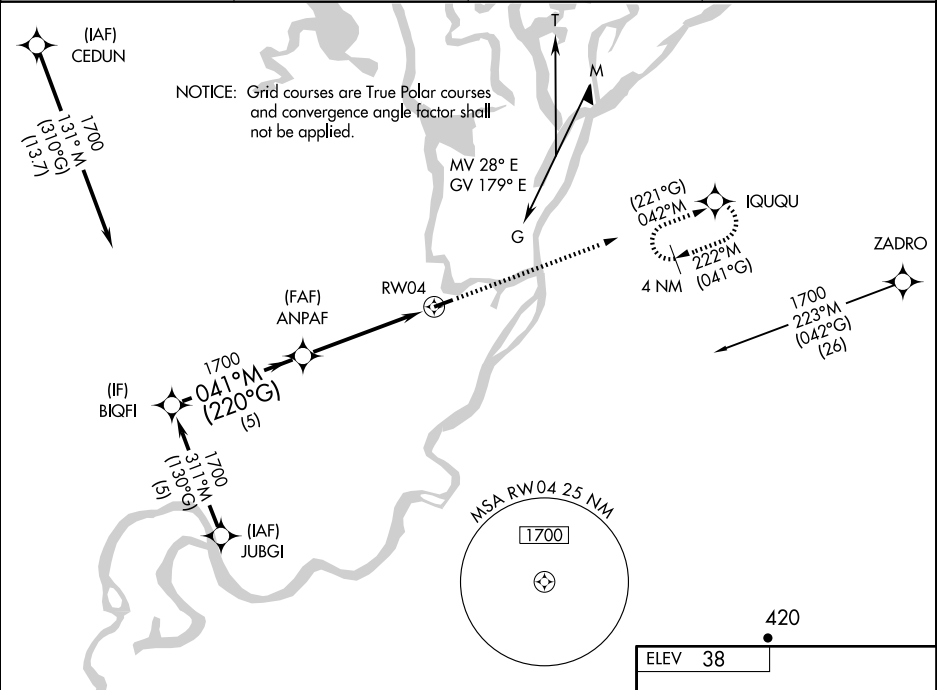 (IAF)
CEDUN
1700
131° M
(310°G)
(13.7)
NOTICE: Grid courses are True Polar courses
and convergence angle factor shall
not be applied.
T
M
MV 28° E
GV 179° E
G
(221°G)
042°M
IQUQU
222°M
(041°G)
4 NM
ZADRO
1700
223°M
(042°G)
(26)
RW04
(FAF)
ANPAF
1700
041°M
(220°G)
(5)
(IF)
BIQFI
1700
311°M
(130°G)
(5)
(IAF)
JUBGI
MSA RW04 25 NM
1700
420
ELEV 38